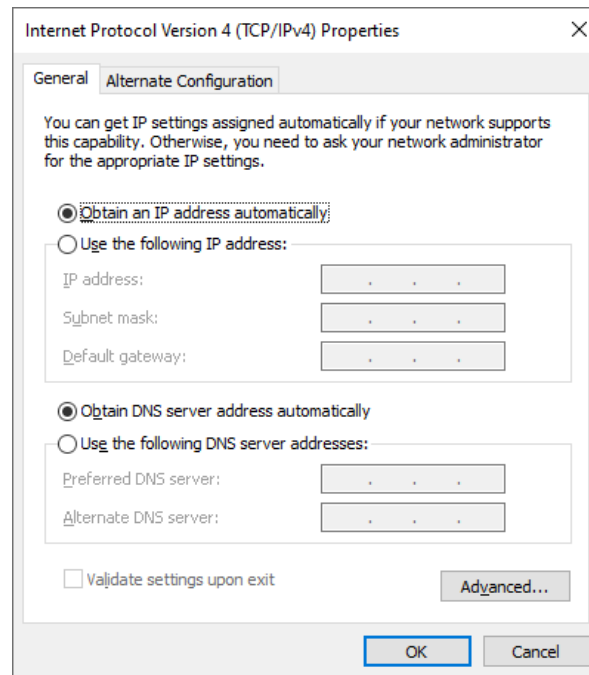 Internet Protocol Version 4 (TCP/IPv4) Properties
General
Alternate Configuration
You can get IP settings assigned automatically if your network supports
this capability. Otherwise, you need to ask your network administrator
for the appropriate IP settings.
Obtain an IP address automatically
Use the following IP address:
IP address:
Subnet mask:
Default gateway:
Obtain DNS server address automatically
Use the following DNS server addresses:
Preferred DNS server:
Alternate DNS server:
Validate settings upon exit
Advanced...
OK
Cancel